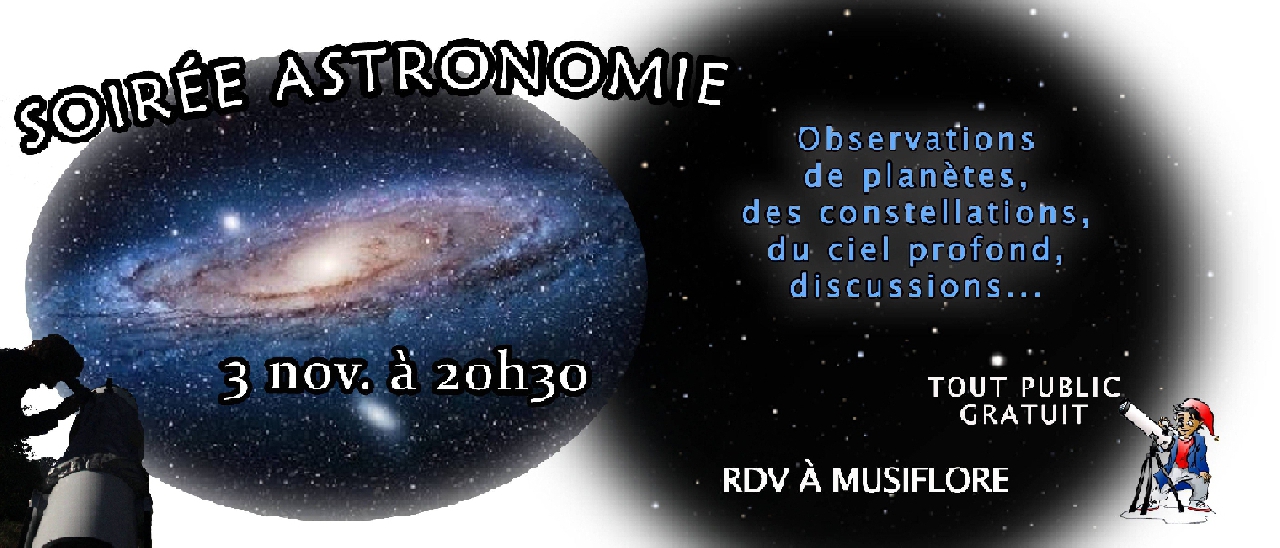 SOIRÉE ASTRONOMIE
3 nov. à 20h30
Observations
de planètes,
des constellations,
du ciel profond,
discussions...
TOUT PUBLIC
GRATUIT
RDV À MUSIFLORE